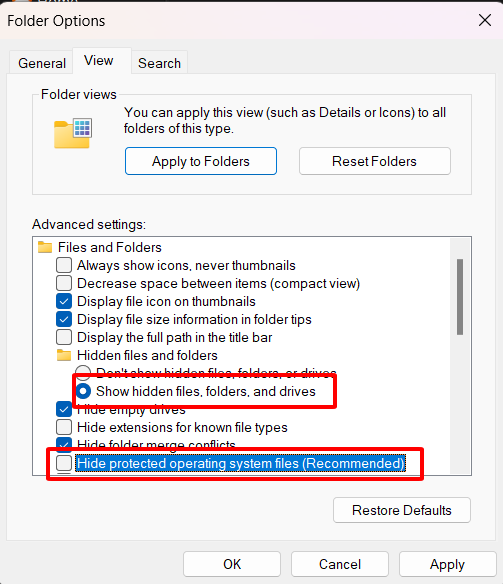 Folder Options
General
View
Search
Folder views
You can apply this view (such as Details or Icons) to all
folders of this type.
Apply to Folders
Reset Folders
Advanced settings:
Files and Folders
Always show icons, never thumbnails
Decrease space between items (compact view)
Display file icon on thumbnails
Display file size information in folder tips
Display the full path in the title bar
Hidden files and folders
Don't show hidden files, folders, or drives
Show hidden files, folders, and drives
Hide empty drives
Hide extensions for known file types
Hide folder merge conflicts
Hide protected operating system files (Recommended)
Restore Defaults
OK
Cancel
Apply